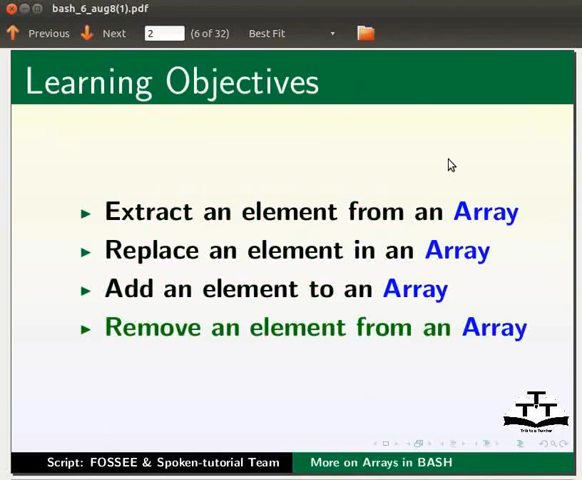 bash_6_aug8(1).pdf
Previous Next 2 (6 of 32) Best Fit
Learning Objectives
Extract an element from an Array
Replace an element in an Array
Add an element to an Array
Remove an element from an Array
TTT
Script: FOSSEE & Spoken-tutorial Team More on Arrays in BASH